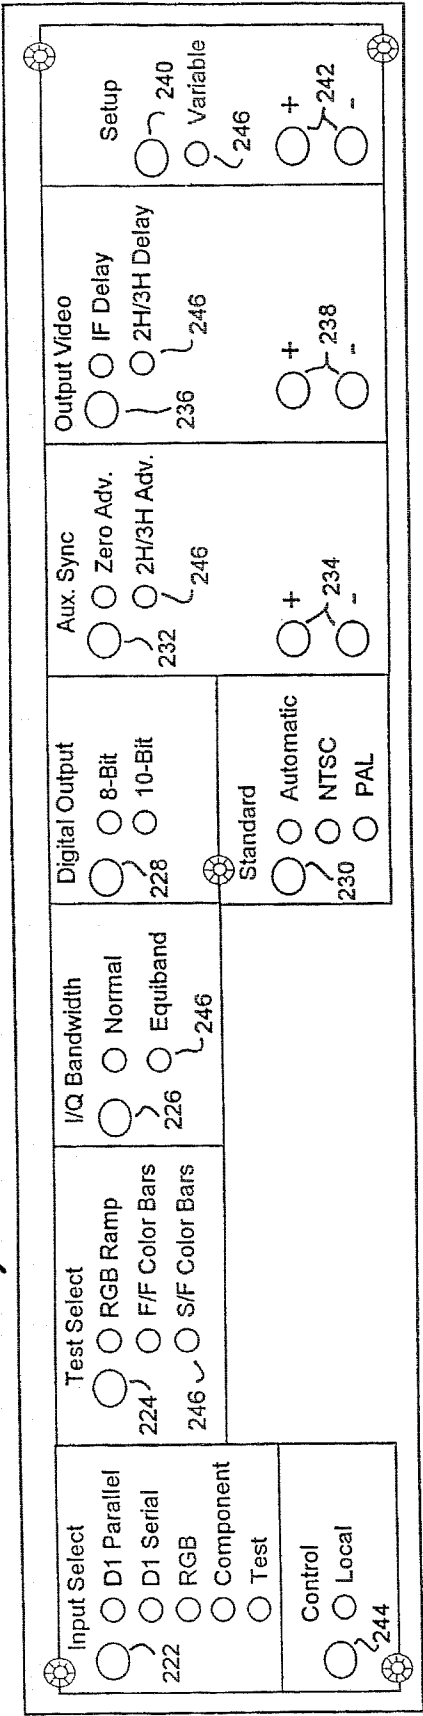 Input Select
D1 Parallel
D1 Serial
222
RGB
Component
Test
Control
Local
244
Test Select
RGB Ramp
F/F Color Bars
224
S/F Color Bars
246
I/Q Bandwidth
Normal
226
Equiband
246
Digital Output
8-Bit
228
10-Bit
Standard
Automatic
230
NTSC
PAL
Aux. Sync
Zero Adv.
232
2H/3H Adv.
246
+
234
-
Output Video
IF Delay
236
2H/3H Delay
246
+
238
-
Setup
240
Variable
246
+
242
-